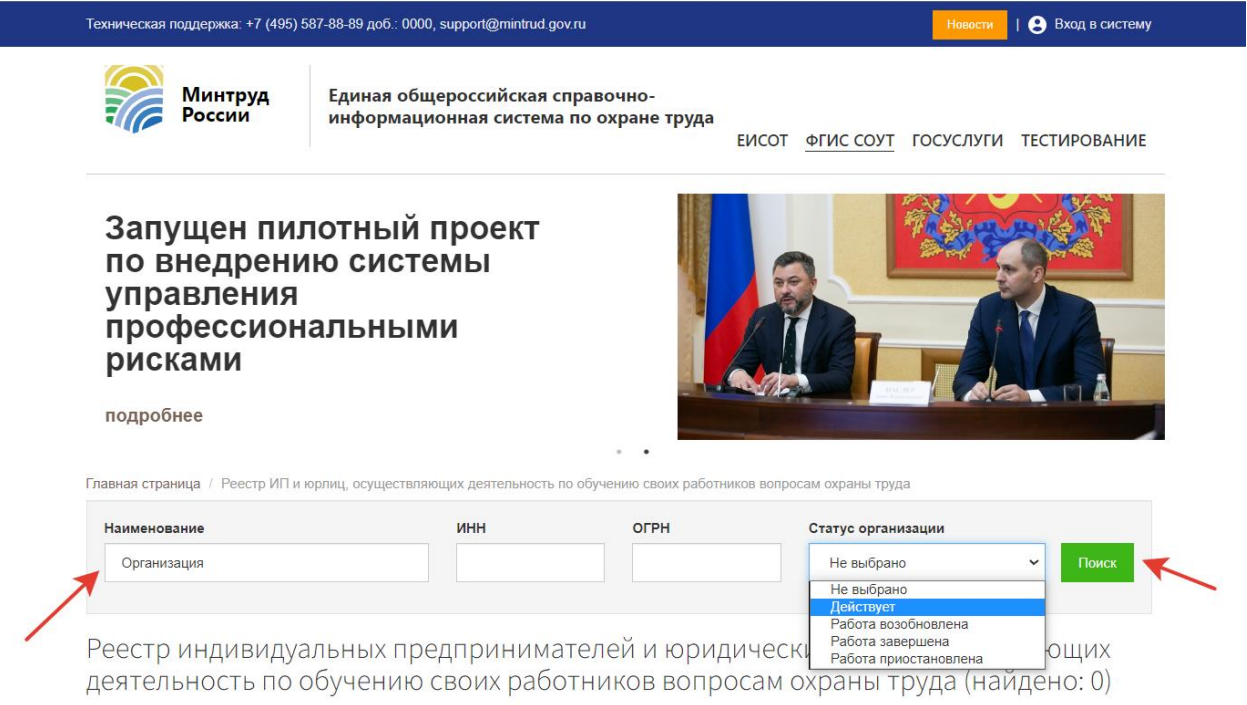 Техническая поддержка: +7 (495) 587-88-89 доб.: 0000, support@mintrud.gov.ru
Новости | Вход в систему
Минтруд
России
Единая общероссийская справочно-
информационная система по охране труда
ЕИСОТ ФГИС СОУТ ГОСУСЛУГИ ТЕСТИРОВАНИЕ
Запущен пилотный проект
по внедрению системы
управления
профессиональными
рисками
подробнее
Главная страница / Реестр ИП и юрлиц, осуществляющих деятельность по обучению своих работников вопросам охраны труда
Наименование ИНН ОГРН Статус организации
Организация Не выбрано Поиск
Не выбрано
Действует
Работа возобновлена
Работа завершена
Работа приостановлена
Реестр индивидуальных предпринимателей и юридическ ющих
деятельность по обучению своих работников вопросам охраны труда (найдено: 0)